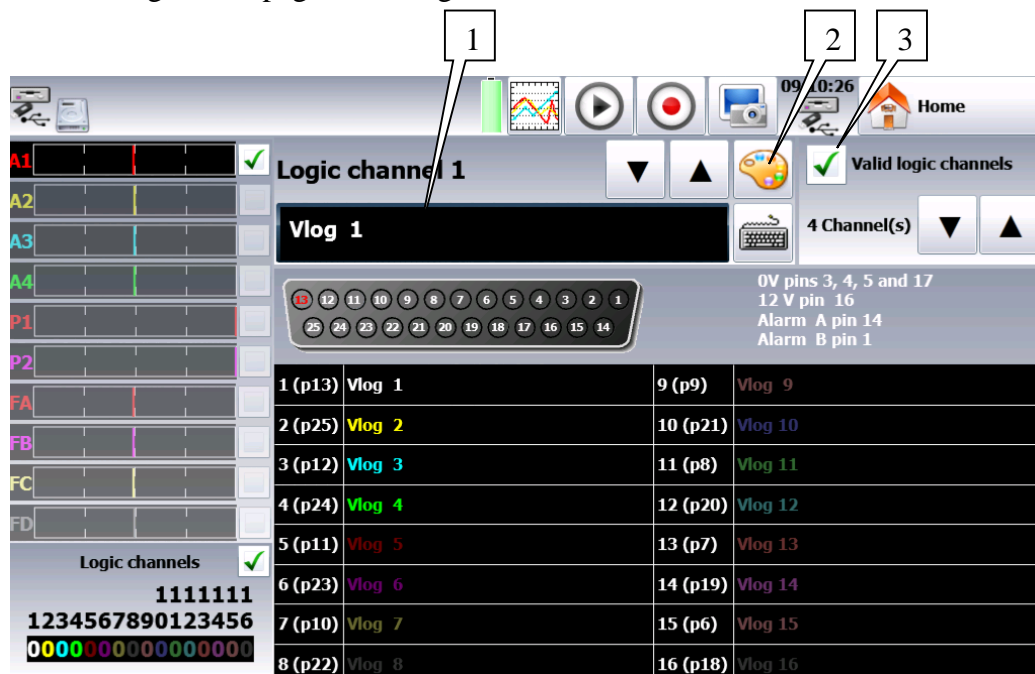 1 2 3
09:10:26
Home
A1
A2
A3
A4
P1
P2
FA
FB
FC
FD
Logic channels
1111111
1234567890123456
0000000000000000
Logic channel 1
Vlog 1
Valid logic channels
4 Channel(s)
13 12 11 10 9 8 7 6 5 4 3 2 1
25 24 23 22 21 20 19 18 17 16 15 14
0V pins 3, 4, 5 and 17
12 V pin 16
Alarm A pin 14
Alarm B pin 1
1 (p13) Vlog 1 9 (p9) Vlog 9
2 (p25) Vlog 2 10 (p21) Vlog 10
3 (p12) Vlog 3 11 (p8) Vlog 11
4 (p24) Vlog 4 12 (p20) Vlog 12
5 (p11) Vlog 5 13 (p7) Vlog 13
6 (p23) Vlog 6 14 (p19) Vlog 14
7 (p10) Vlog 7 15 (p6) Vlog 15
8 (p22) Vlog 8 16 (p18) Vlog 16